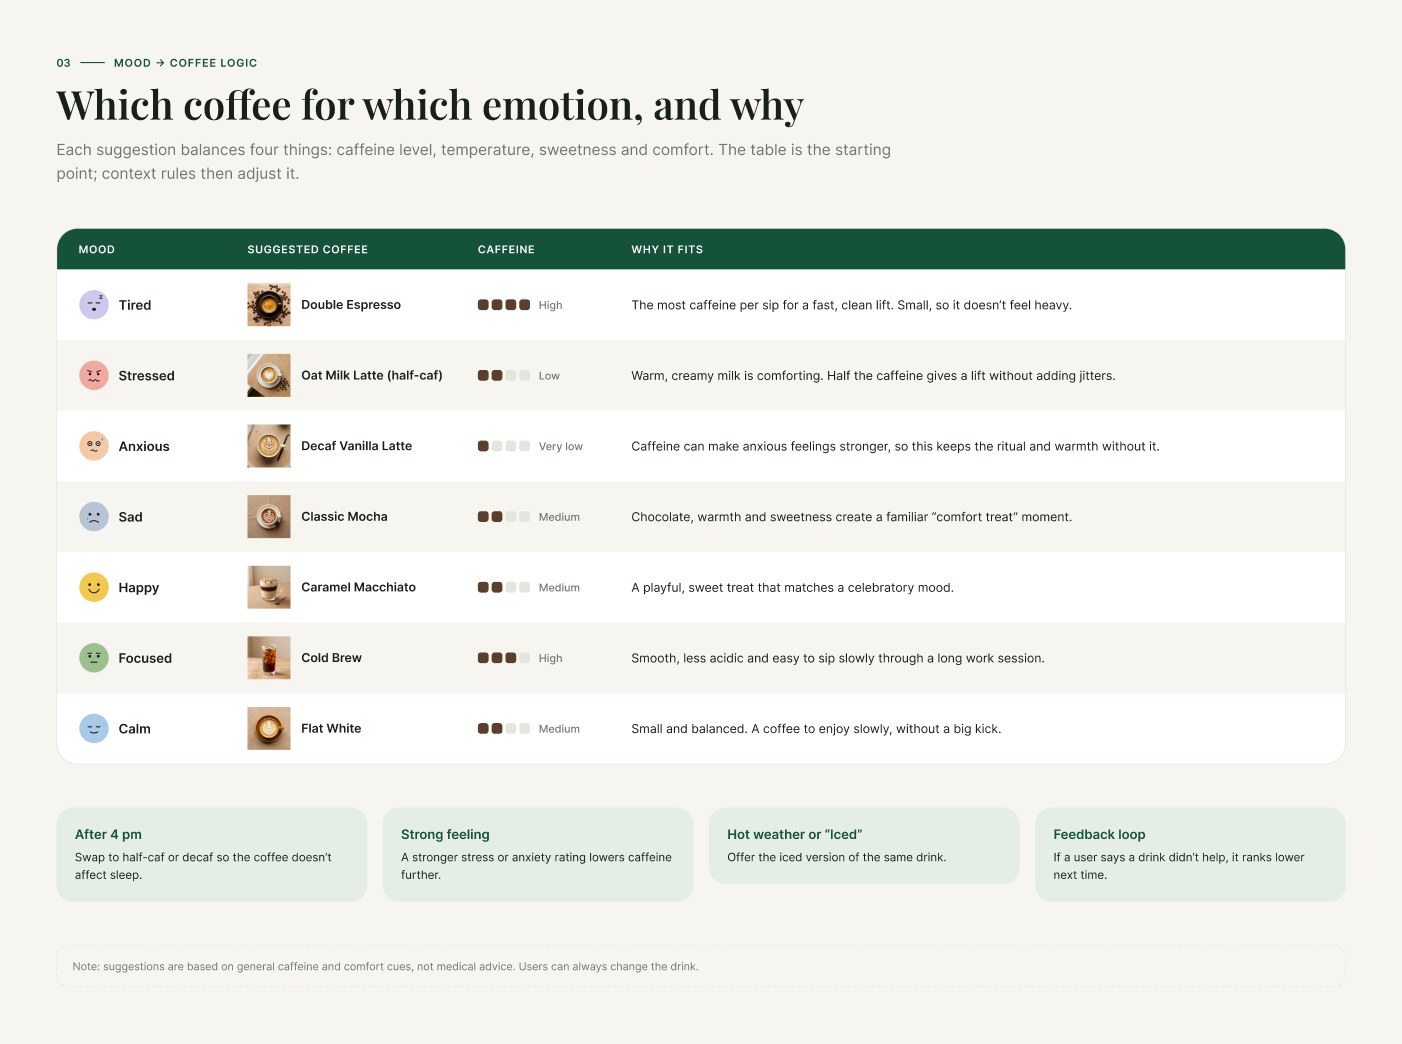 03 — MOOD → COFFEE LOGIC
Which coffee for which emotion, and why
Each suggestion balances four things: caffeine level, temperature, sweetness and comfort. The table is the starting
point; context rules then adjust it.
MOOD SUGGESTED COFFEE CAFFEINE WHY IT FITS
Tired Double Espresso High The most caffeine per sip for a fast, clean lift. Small, so it doesn’t feel heavy.
Stressed Oat Milk Latte (half-caf) Low Warm, creamy milk is comforting. Half the caffeine gives a lift without adding jitters.
Anxious Decaf Vanilla Latte Very low Caffeine can make anxious feelings stronger, so this keeps the ritual and warmth without it.
Sad Classic Mocha Medium Chocolate, warmth and sweetness create a familiar “comfort treat” moment.
Happy Caramel Macchiato Medium A playful, sweet treat that matches a celebratory mood.
Focused Cold Brew High Smooth, less acidic and easy to sip slowly through a long work session.
Calm Flat White Medium Small and balanced. A coffee to enjoy slowly, without a big kick.
After 4 pm
Swap to half-caf or decaf so the coffee doesn’t
affect sleep.
Strong feeling
A stronger stress or anxiety rating lowers caffeine
further.
Hot weather or “Iced”
Offer the iced version of the same drink.
Feedback loop
If a user says a drink didn’t help, it ranks lower
next time.
Note: suggestions are based on general caffeine and comfort cues, not medical advice. Users can always change the drink.